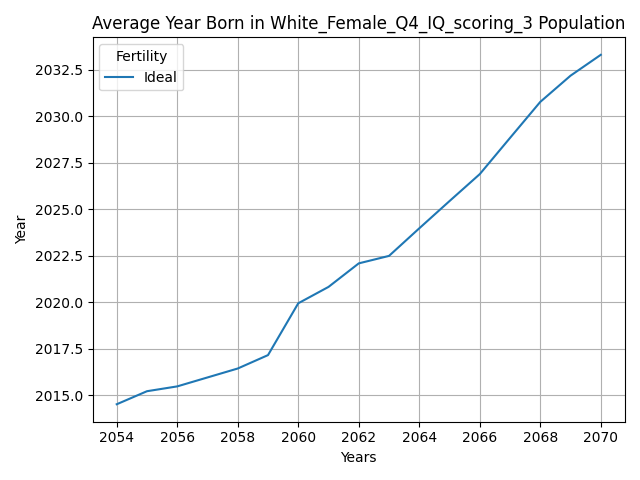 Average Year Born in White_Female_Q4_IQ_scoring_3 Population
Fertility
Ideal
2032.5
2030.0
2027.5
2025.0
2022.5
2020.0
2017.5
2015.0
Year
2054 2056 2058 2060 2062 2064 2066 2068 2070
Years